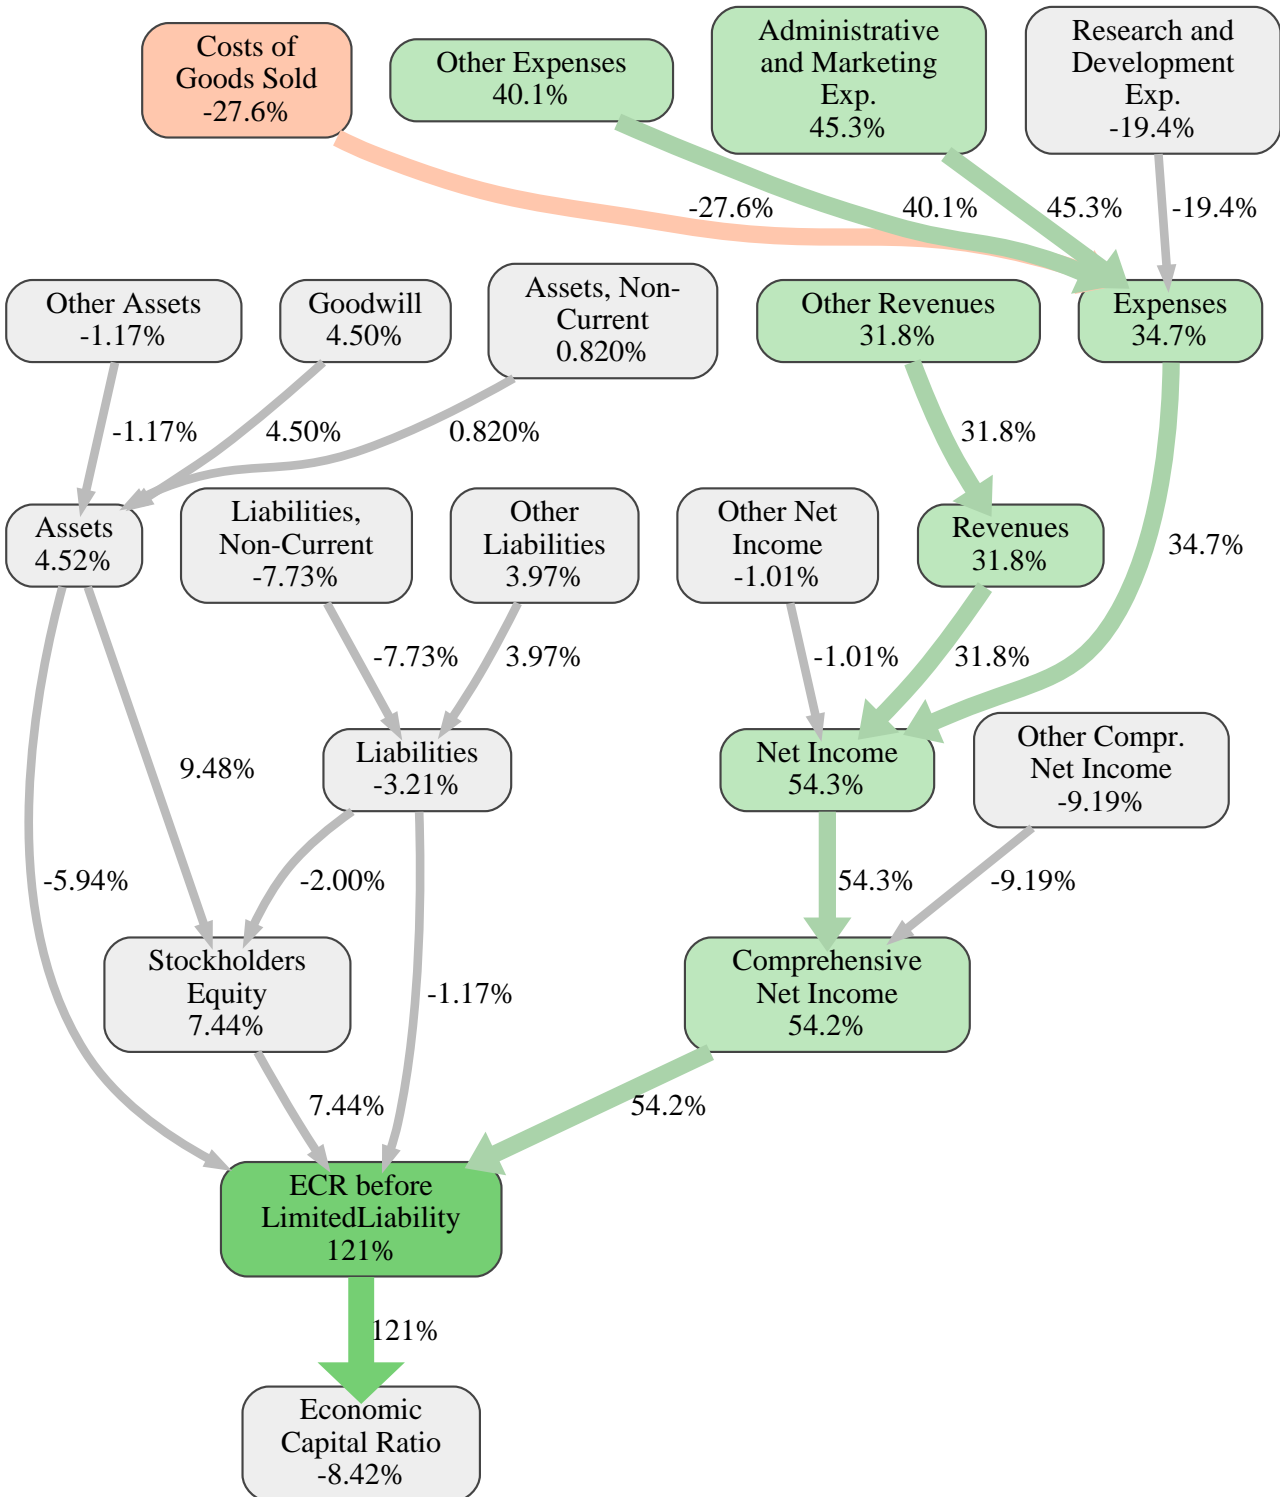 Costs of
Goods Sold
-27.6%
Other Expenses
40.1%
Administrative
and Marketing
Exp.
45.3%
Research and
Development
Exp.
-19.4%
-27.6%
40.1%
45.3%
-19.4%
Other Assets
-1.17%
Goodwill
4.50%
Assets, Non-
Current
0.820%
Other Revenues
31.8%
Expenses
34.7%
-1.17%
4.50%
0.820%
31.8%
Assets
4.52%
Liabilities,
Non-Current
-7.73%
Other
Liabilities
3.97%
Other Net
Income
-1.01%
Revenues
31.8%
34.7%
-7.73%
3.97%
-1.01%
31.8%
9.48%
Liabilities
-3.21%
Net Income
54.3%
Other Compr.
Net Income
-9.19%
-5.94%
-2.00%
54.3%
-9.19%
Stockholders
Equity
7.44%
-1.17%
Comprehensive
Net Income
54.2%
7.44%
54.2%
ECR before
LimitedLiability
121%
121%
Economic
Capital Ratio
-8.42%